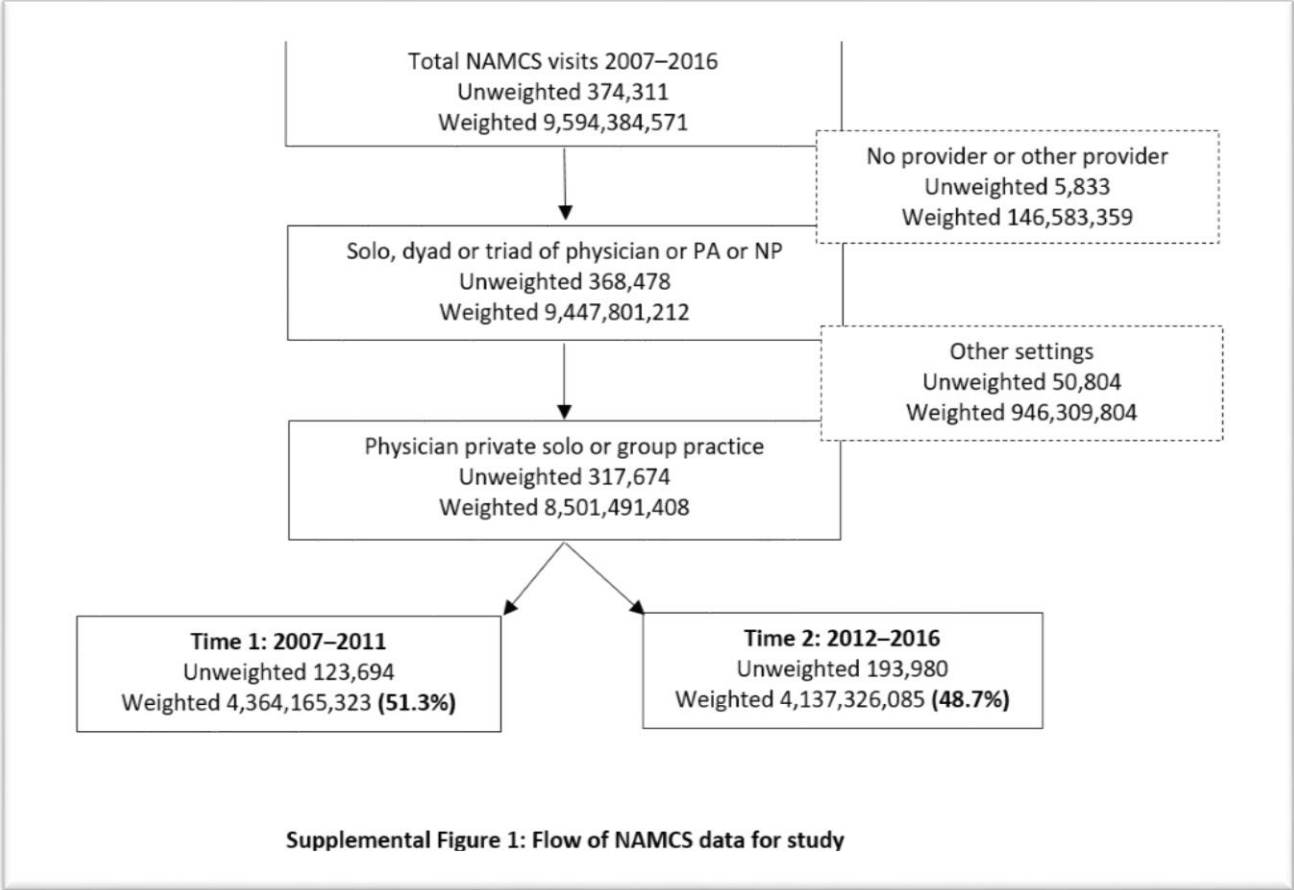 Total NAMCS visits 2007–2016
Unweighted 374,311
Weighted 9,594,384,571
No provider or other provider
Unweighted 5,833
Weighted 146,583,359
Solo, dyad or triad of physician or PA or NP
Unweighted 368,478
Weighted 9,447,801,212
Other settings
Unweighted 50,804
Weighted 946,309,804
Physician private solo or group practice
Unweighted 317,674
Weighted 8,501,491,408
Time 1: 2007–2011
Unweighted 123,694
Weighted 4,364,165,323 (51.3%)
Time 2: 2012–2016
Unweighted 193,980
Weighted 4,137,326,085 (48.7%)
Supplemental Figure 1: Flow of NAMCS data for study